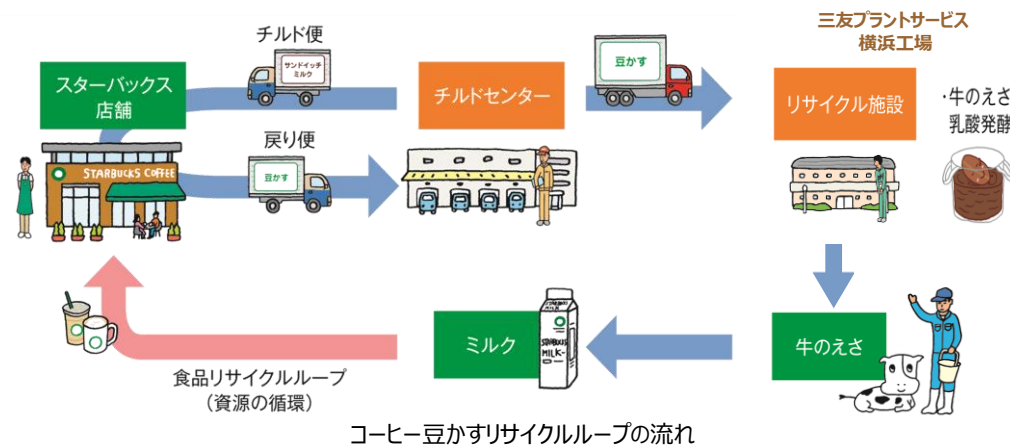 三友プラントサービス
横浜工場
チルド便
サンドイッチ
ミルク
スターバックス
店舗
チルドセンター
豆かす
リサイクル施設
・牛のえさ
乳酸発酵
戻り便
豆かす
STARBUCKS COFFEE
ミルク
STARBUCKS
MILK
STARBUCKS
MILK-
牛のえさ
食品リサイクルループ
（資源の循環）
コーヒー豆かすリサイクルループの流れ